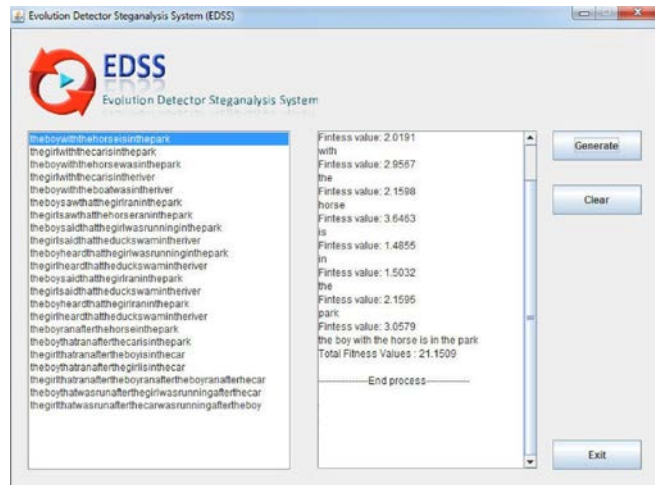 Evolution Detector Steganalysis System (EDSS)
EDSS
Evolution Detector Steganalysis System
theboywiththehorseisinthepark
thegirlwiththecarisinthepark
theboywiththehorsewasinthepark
thegirlwiththecarisintheriver
theboywiththeboatwasintheriver
theboysawthatthegirlraninthepark
thegirlsawthatthehorseraninthepark
theboysaidthatthegirlwasrunninginthepark
thegirlsaidthattheduckswamintheriver
theboyheardthatthegirlwasrunninginthepark
thegirlheardthattheduckswamintheriver
theboysaidthatthegirlraninthepark
thegirlsaidthattheduckswamintheriver
theboyheardthatthegirlraninthepark
thegirlheardthattheduckswamintheriver
theboyranafterthehorseinthepark
theboythatranafterthecarisinthepark
thegirlthatranaftertheboyisinthecar
theboythatranafterthegirlisinthecar
thegirlthatranaftertheboyranaftertheboyranafterhecar
theboythatwasrunafterthegirlwasrunningafterthecar
thegirlthatwasrunafterthecarwasrunningaftertheboy
Fintess value: 2.0191
with
Fintess value: 2.9567
the
Fintess value: 2.1598
horse
Fintess value: 3.6463
is
Fintess value: 1.4855
in
Fintess value: 1.5032
the
Fintess value: 2.1595
park
Fintess value: 3.0579
the boy with the horse is in the park
Total Fitness Values : 21.1509
---------------End process-------------
Generate
Clear
Exit